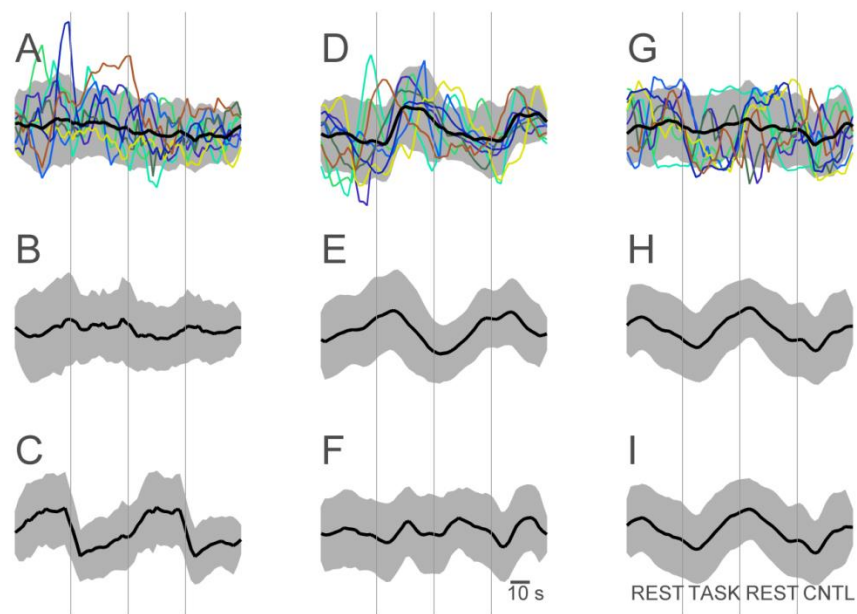 A D G
B E H
C F I
10 s
REST TASK REST CNTL